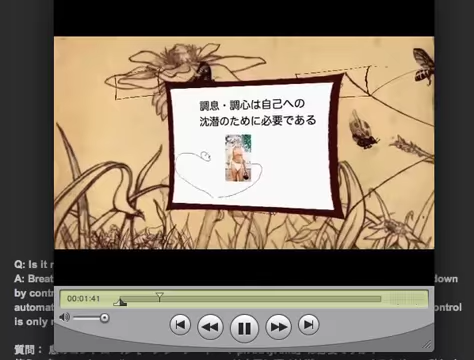 調息・調心は自己への
沈潜のために必要である
00:01:41
Q: Is it
A: Breat
down
by contr
automat
control
is only
質問：